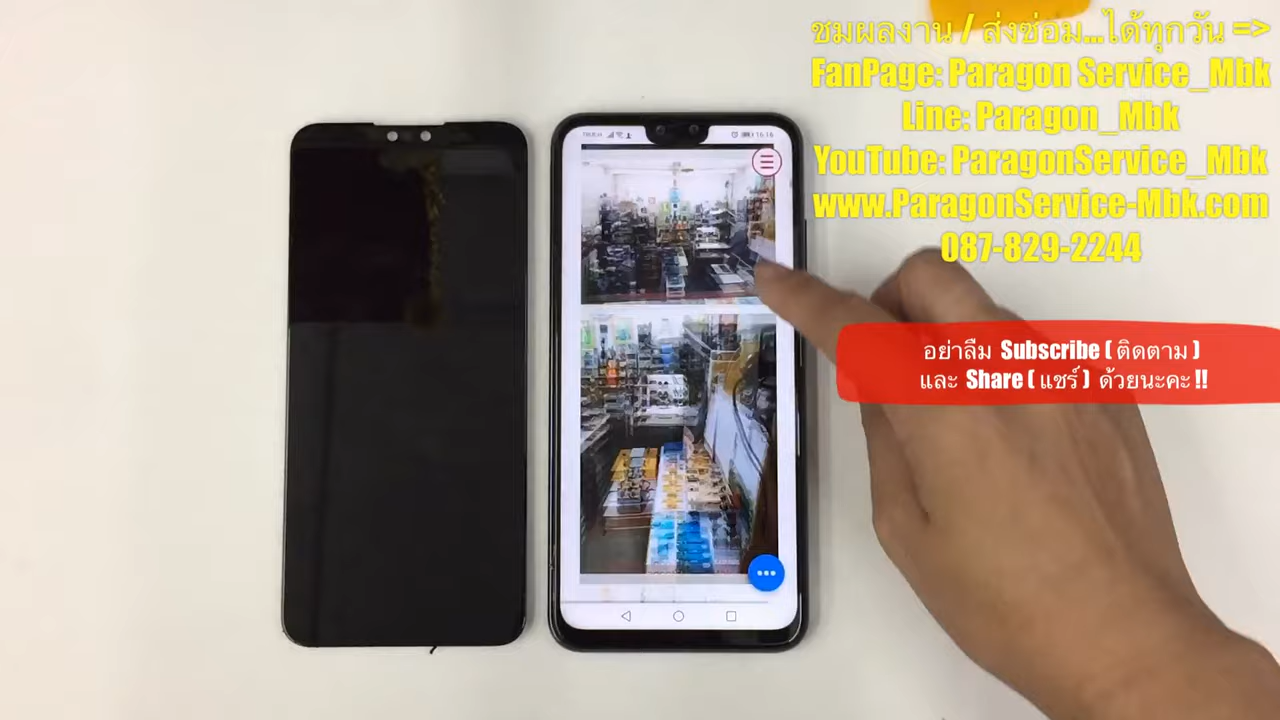 ชมผลงาน / ส่งซ่อม...ได้ทุกวัน =>
FanPage: Paragon Service_Mbk
Line: Paragon_Mbk
YouTube: ParagonService_Mbk
www.ParagonService-Mbk.com
087-829-2244
16:16
อย่าลืม Subscribe ( ติดตาม )
และ Share ( แชร์ ) ด้วยนะคะ !!